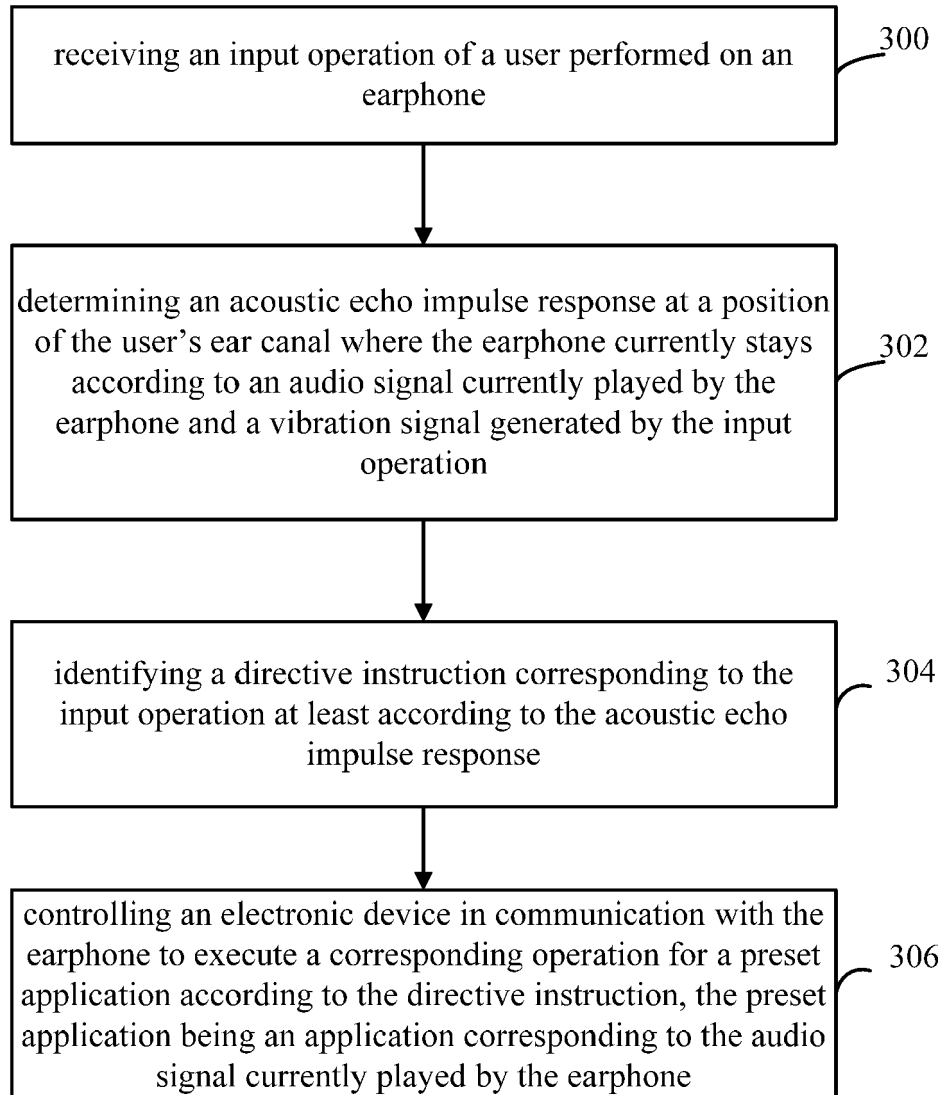 receiving an input operation of a user performed on an
earphone
300
determining an acoustic echo impulse response at a position
of the user’s ear canal where the earphone currently stays
according to an audio signal currently played by the
earphone and a vibration signal generated by the input
operation
302
identifying a directive instruction corresponding to the
input operation at least according to the acoustic echo
impulse response
304
controlling an electronic device in communication with the
earphone to execute a corresponding operation for a preset
application according to the directive instruction, the preset
application being an application corresponding to the audio
signal currently played by the earphone
306